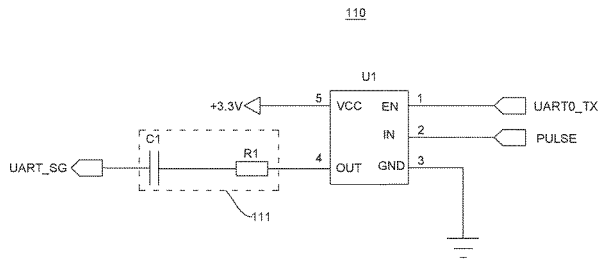 110
U1
+3.3V
5
VCC
EN
1
UART0_TX
C1
IN
2
PULSE
UART_SG
R1
4
OUT
GND
3
111